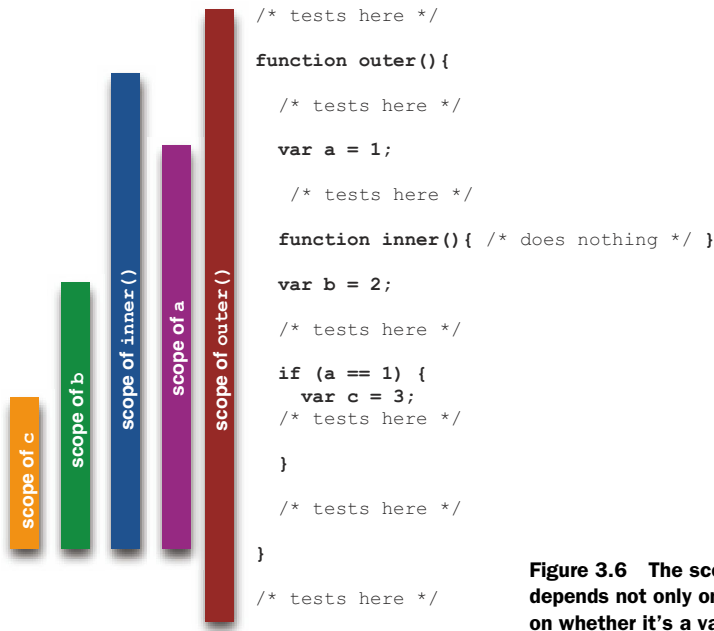 /* tests here */
function outer(){
/* tests here */
var a = 1;
/* tests here */
function inner(){ /* does nothing */ }
var b = 2;
/* tests here */
if (a == 1) {
var c = 3;
/* tests here */
}
/* tests here */
}
/* tests here */
scope of c
scope of b
scope of inner()
scope of a
scope of outer()
Figure 3.6 The sco
depends not only or
on whether it's a va